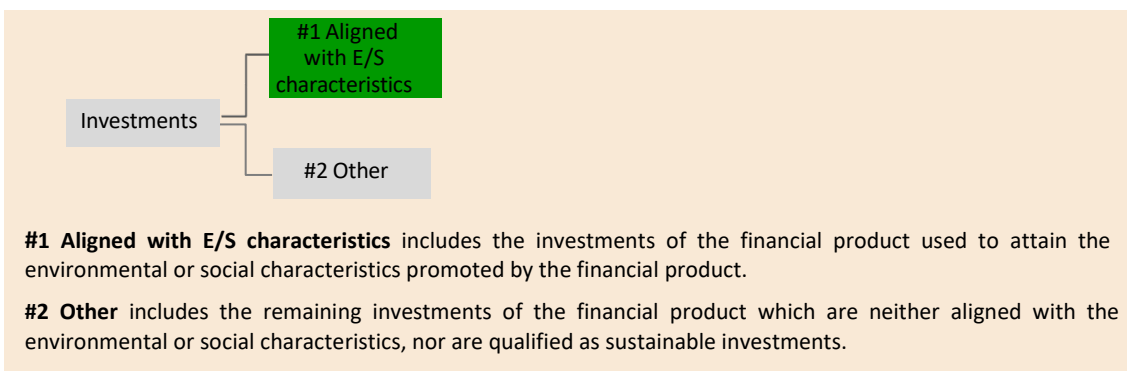 #1 Aligned
with E/S
characteristics
Investments
#2 Other
#1 Aligned with E/S characteristics includes the investments of the financial product used to attain the
environmental or social characteristics promoted by the financial product.
#2 Other includes the remaining investments of the financial product which are neither aligned with the
environmental or social characteristics, nor are qualified as sustainable investments.